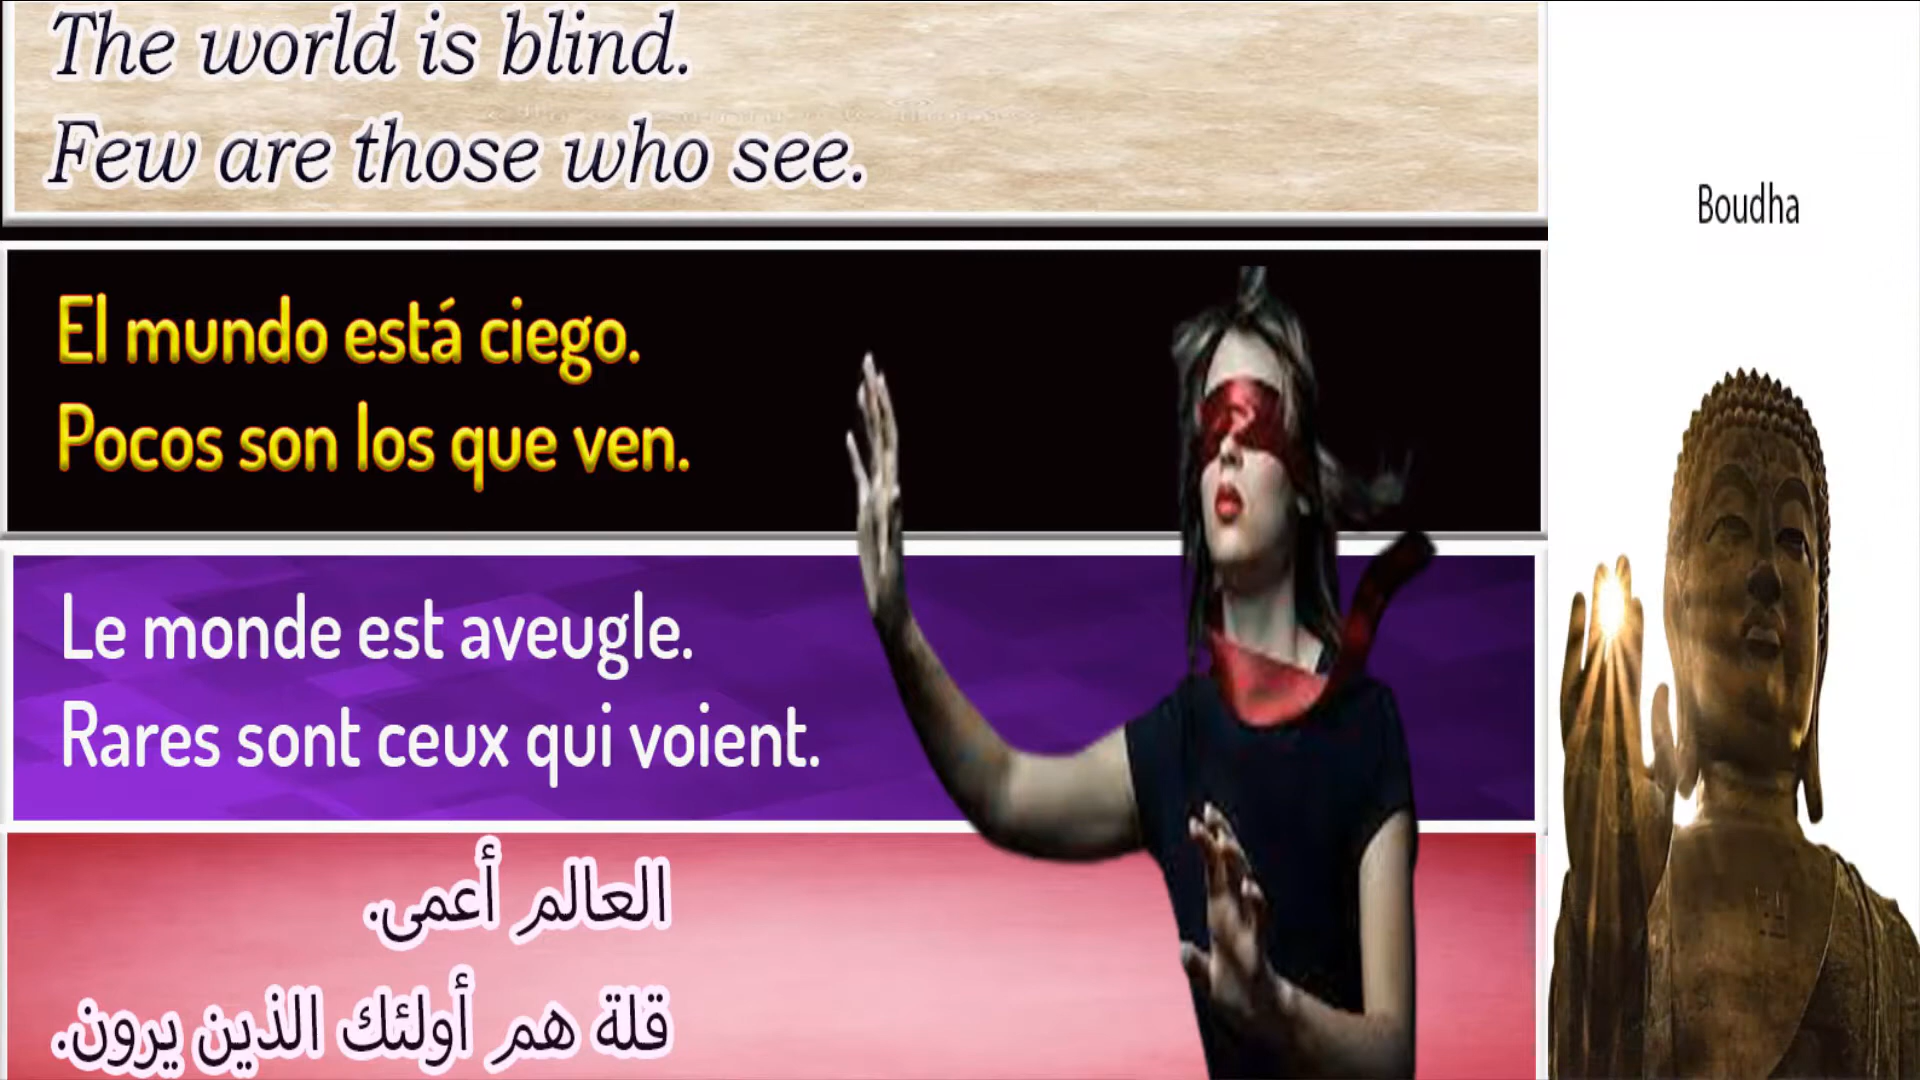 The world is blind.
Few are those who see.
Boudha
El mundo está ciego.
Pocos son los que ven.
Le monde est aveugle.
Rares sont ceux qui voient.
العالم أعمى.
قلة هم أولئك الذين يرون.